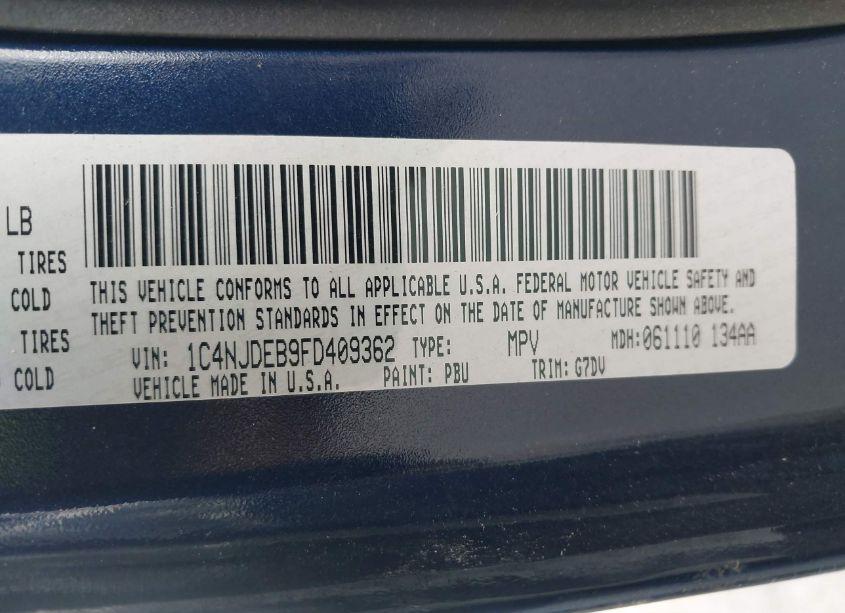 LB
TIRES
COLD
TIRES
COLD
THIS VEHICLE CONFORMS TO ALL APPLICABLE U.S.A. FEDERAL MOTOR VEHICLE SAFETY AND
THEFT PREVENTION STANDARDS IN EFFECT ON THE DATE OF MANUFACTURE SHOWN ABOVE.
VIN: 1C4NJDEB9FD409362 TYPE: MPV MDH: 061110 134AA
VEHICLE MADE IN U.S.A. PAINT: PBU TRIM: G7DV